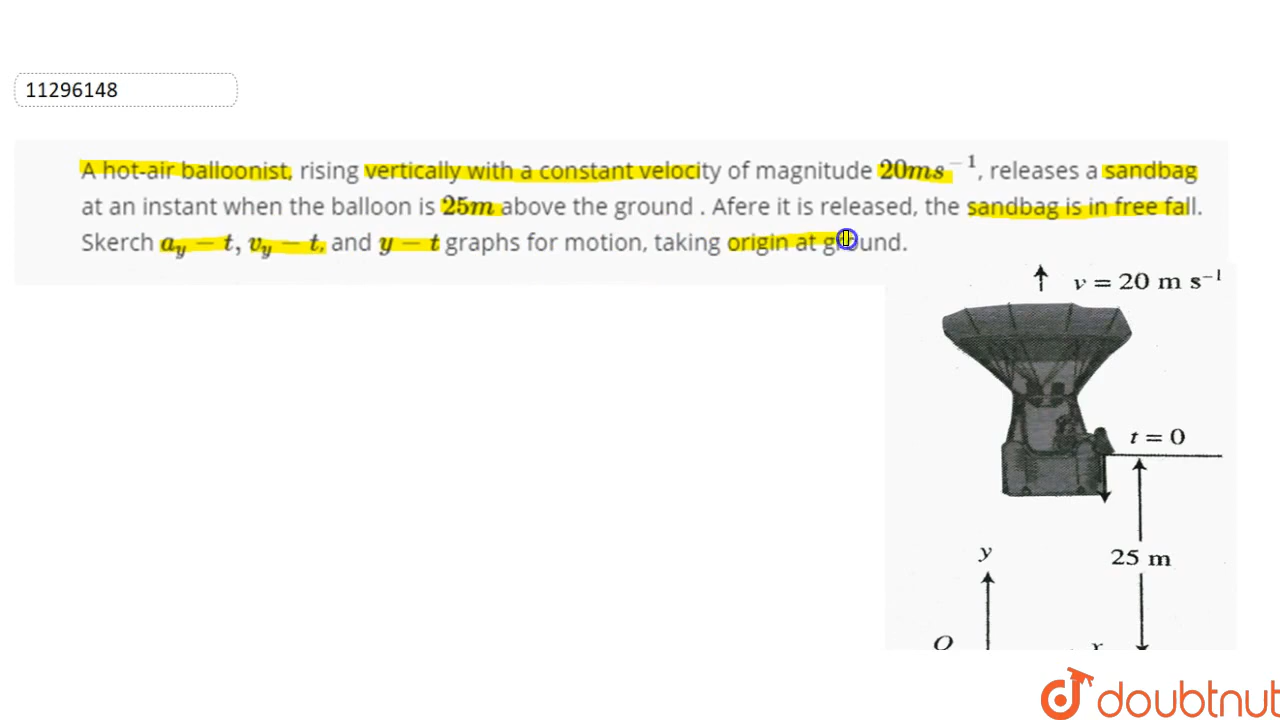 11296148
A hot-air balloonist, rising vertically with a constant velocity of magnitude 20ms⁻¹, releases a sandbag
at an instant when the balloon is 25m above the ground . Afere it is released, the sandbag is in free fall.
Skerch a_y − t, v_y − t, and y − t graphs for motion, taking origin at ground.
v = 20 m s⁻¹
t = 0
y
25 m
O
x
doubtnut